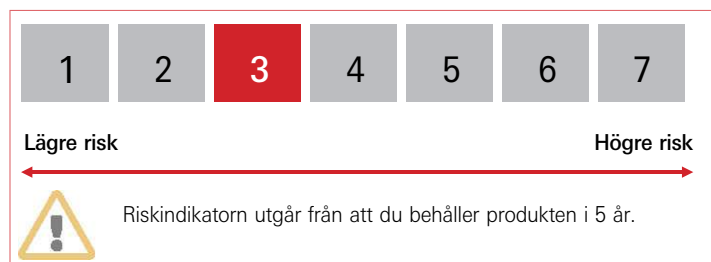 1 2 3 4 5 6 7
Lägre risk Högre risk
Riskindikatorn utgår från att du behåller produkten i 5 år.